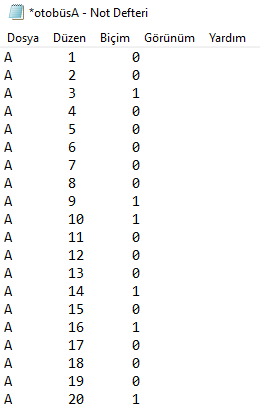 *otobüsA - Not Defteri
Dosya Düzen Biçim Görünüm Yardım
A 1 0
A 2 0
A 3 1
A 4 0
A 5 0
A 6 0
A 7 0
A 8 0
A 9 1
A 10 1
A 11 0
A 12 0
A 13 0
A 14 1
A 15 0
A 16 1
A 17 0
A 18 0
A 19 0
A 20 1